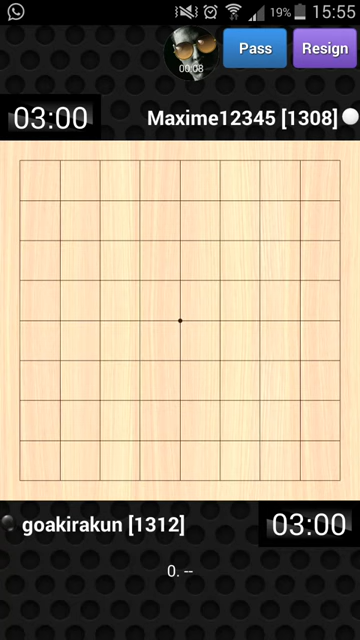 19% 15:55
00:08 Pass Resign
03:00 Maxime12345 [1308]
goakirakun [1312] 03:00
0. --